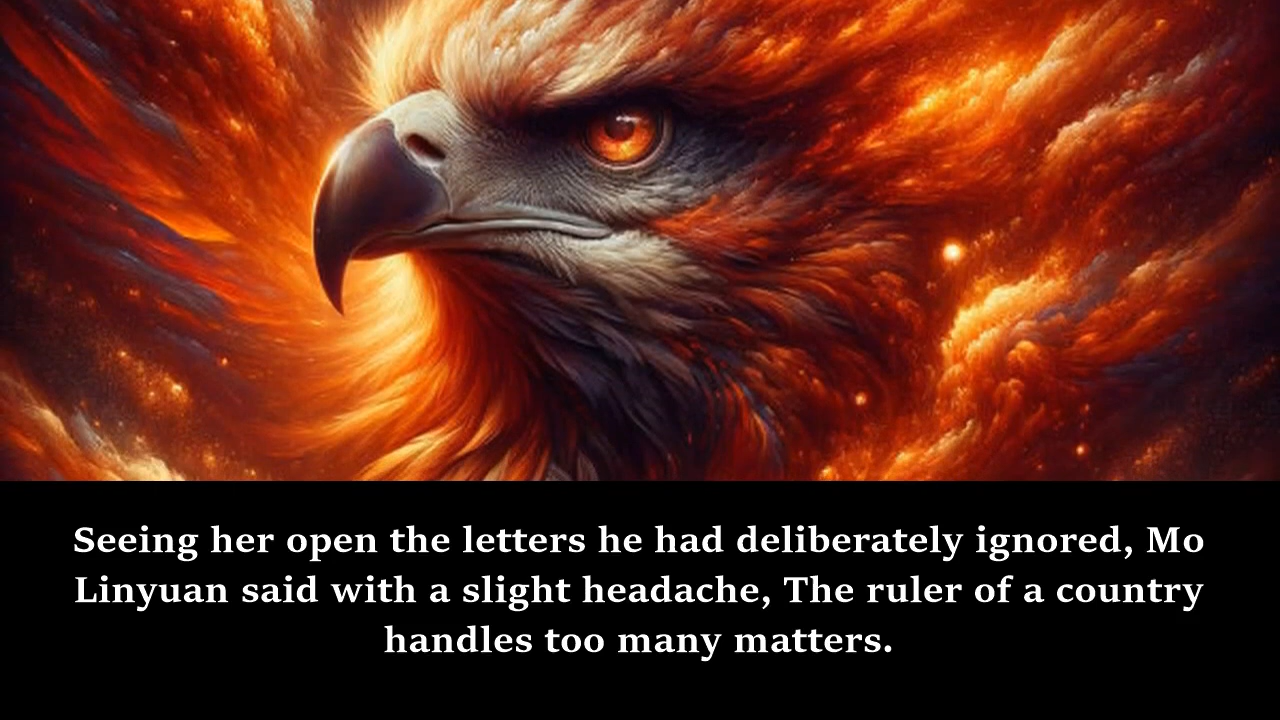 Seeing her open the letters he had deliberately ignored, Mo
Linyuan said with a slight headache, The ruler of a country
handles too many matters.